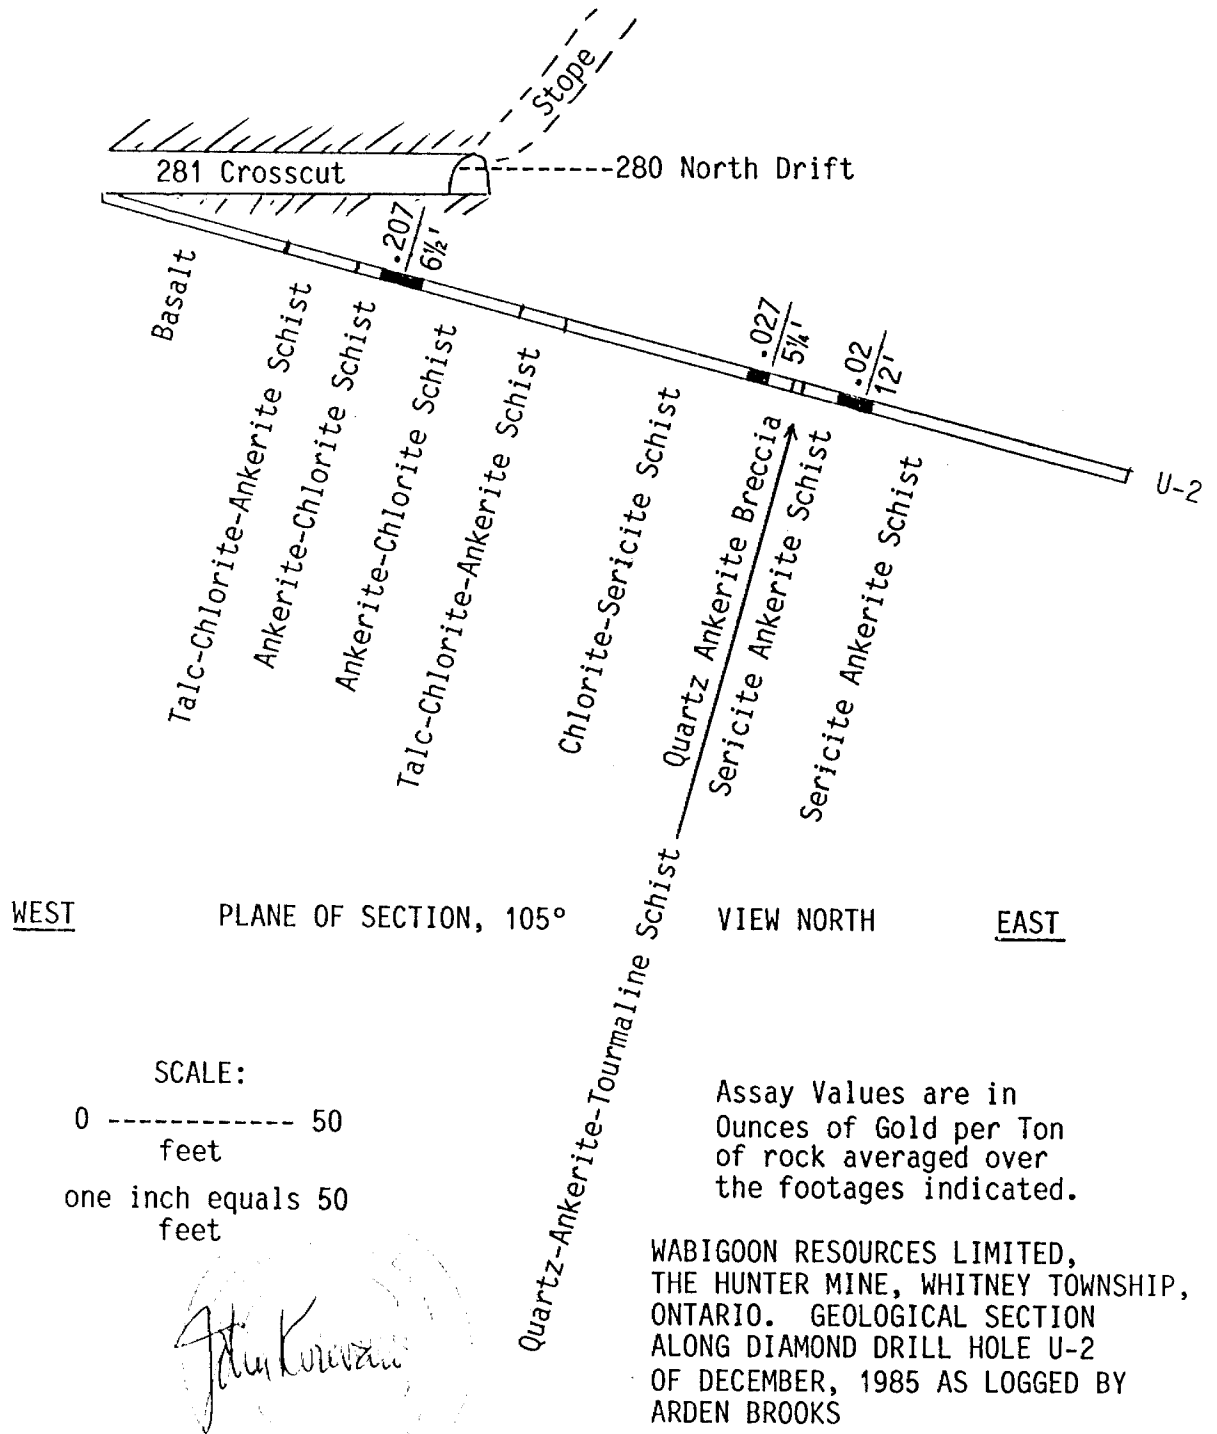 Stope
281 Crosscut
280 North Drift
.207
6½'
.027
5¼'
.02
12'
U-2
Basalt
Talc-Chlorite-Ankerite Schist
Ankerite-Chlorite Schist
Ankerite-Chlorite Schist
Talc-Chlorite-Ankerite Schist
Chlorite-Sericite Schist
Quartz Ankerite Breccia
Sericite Ankerite Schist
Sericite Ankerite Schist
Quartz-Ankerite-Tourmaline Schist
WEST PLANE OF SECTION, 105° VIEW NORTH EAST
SCALE:
0 ------------ 50
feet
one inch equals 50
feet
Assay Values are in
Ounces of Gold per Ton
of rock averaged over
the footages indicated.
WABIGOON RESOURCES LIMITED,
THE HUNTER MINE, WHITNEY TOWNSHIP,
ONTARIO. GEOLOGICAL SECTION
ALONG DIAMOND DRILL HOLE U-2
OF DECEMBER, 1985 AS LOGGED BY
ARDEN BROOKS
John